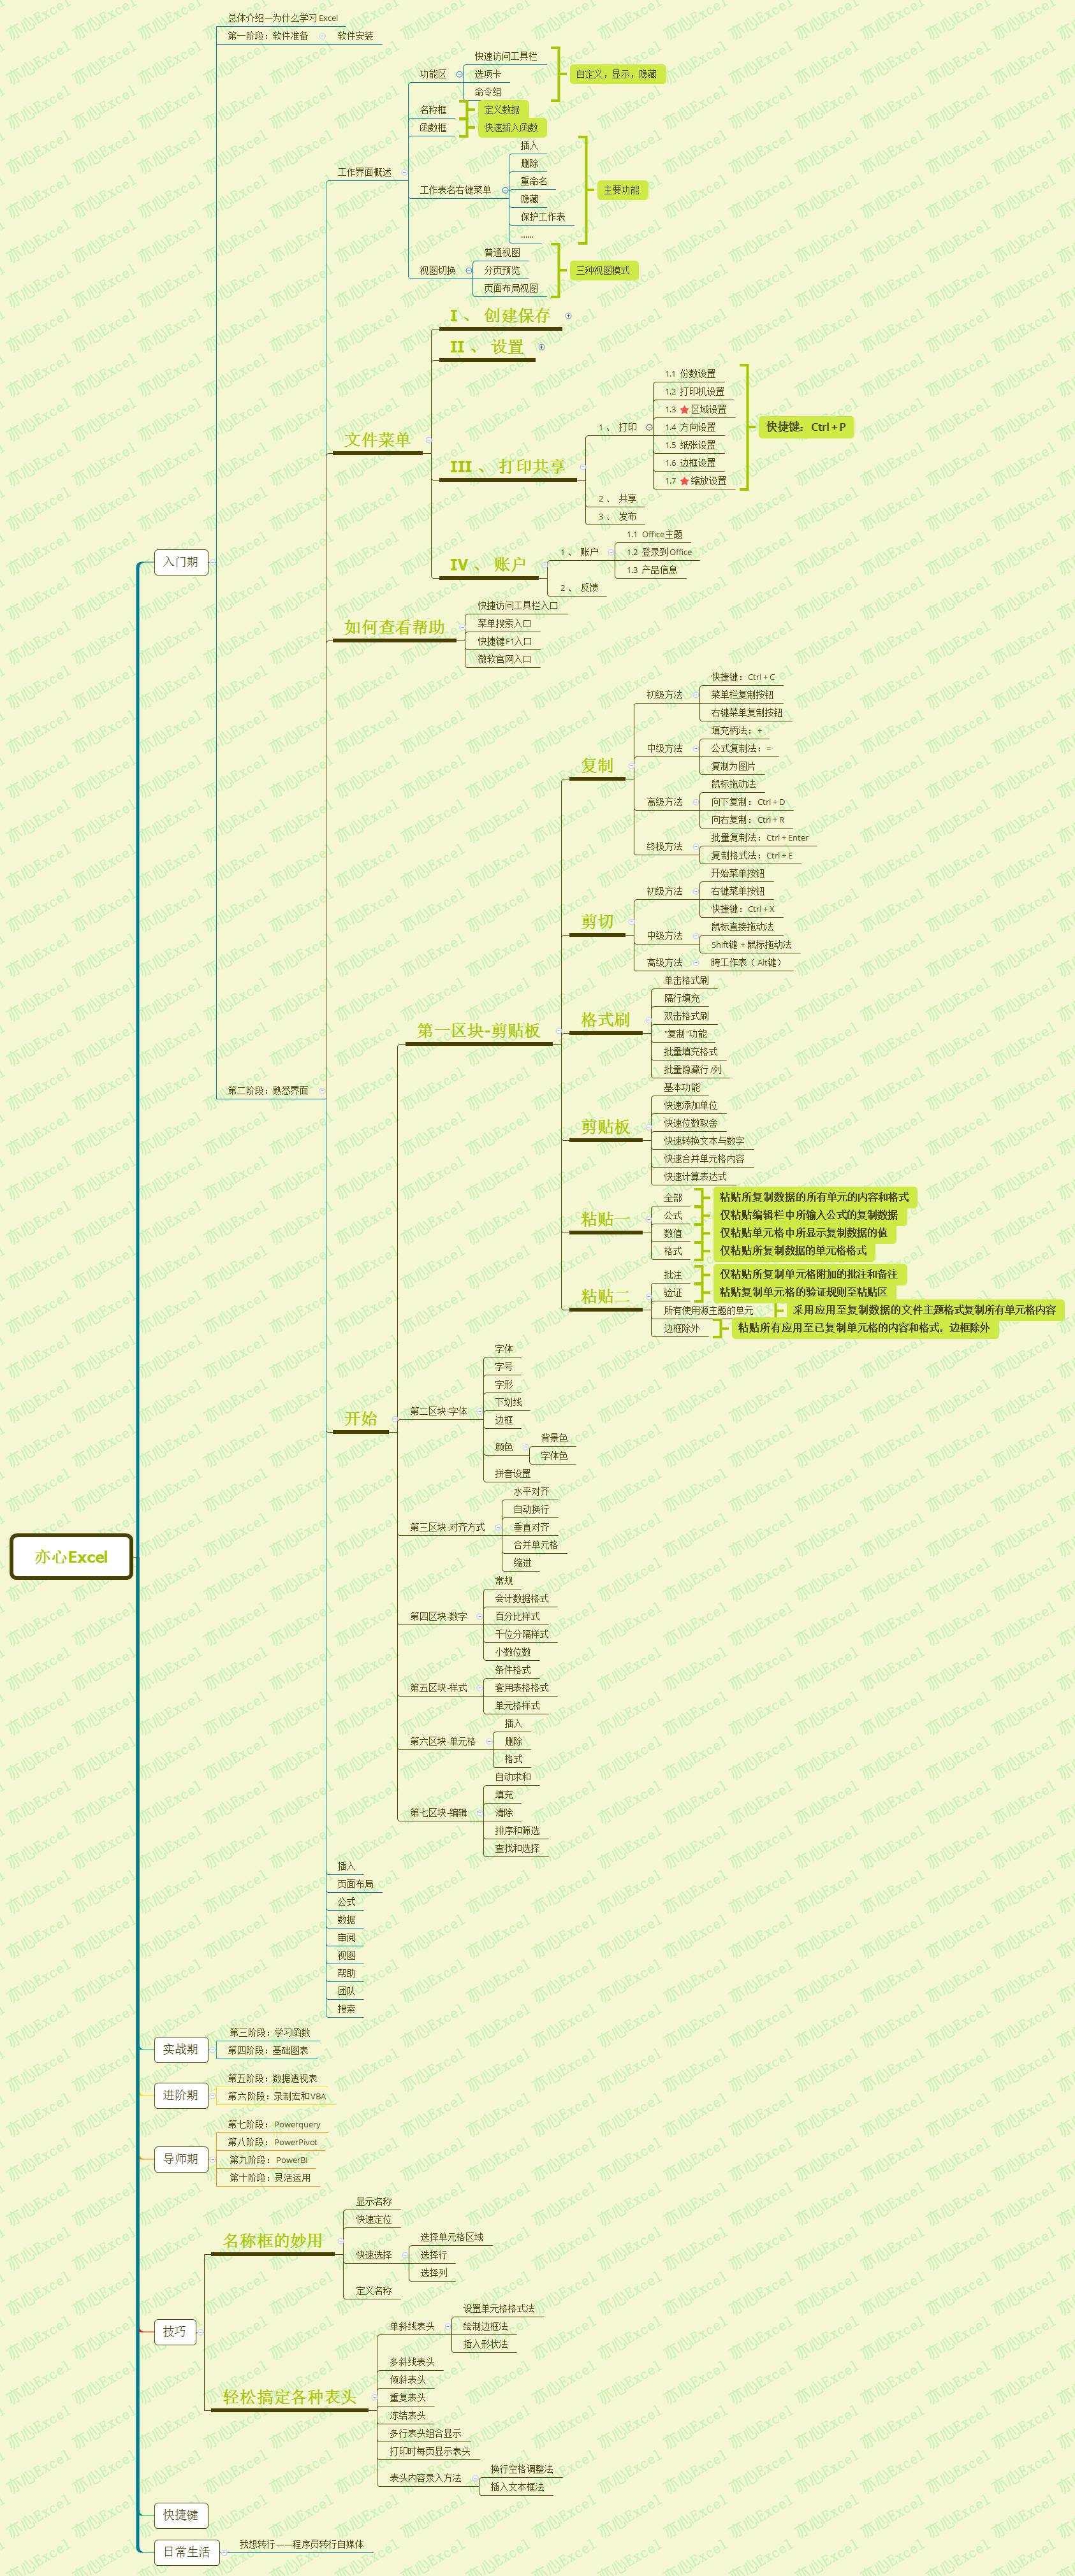 总体介绍—为什么学习 Excel
第一阶段：软件准备
软件安装
快速访问工具栏
功能区
选项卡
自定义，显示，隐藏
命令组
名称框
定义数据
函数框
快速插入函数
插入
删除
工作界面概述
重命名
工作表名右键菜单
主要功能
隐藏
保护工作表
......
普通视图
视图切换
分页预览
三种视图模式
页面布局视图
I 、 创建保存
II 、 设置
1.1 份数设置
1.2 打印机设置
1.3 区域设置
1 、 打印
1.4 方向设置
快捷键： Ctrl + P
文件菜单
1.5 纸张设置
III 、 打印共享
1.6 边框设置
1.7 缩放设置
2 、 共享
3 、 发布
1.1 Office主题
1 、 账户
1.2 登录到 Office
IV 、 账户
1.3 产品信息
入门期
2 、 反馈
快捷访问工具栏入口
如何查看帮助
菜单搜索入口
快捷键F1入口
微软官网入口
快捷键：Ctrl + C
初级方法
菜单栏复制按钮
右键菜单复制按钮
填充柄法：+
中级方法
公式复制法：=
复制
复制为图片
鼠标拖动法
高级方法
向下复制：Ctrl + D
向右复制：Ctrl + R
批量复制法：Ctrl + Enter
终极方法
复制格式法：Ctrl + E
开始菜单按钮
初级方法
右键菜单按钮
快捷键：Ctrl + X
剪切
鼠标直接拖动法
中级方法
Shift键 + 鼠标拖动法
高级方法
跨工作表（ Alt键）
单击格式刷
隔行填充
格式刷
双击格式刷
第一区块-剪贴板
“复制”功能
批量填充格式
批量隐藏行/列
第二阶段：熟悉界面
基本功能
快速添加单位
剪贴板
快速位数取舍
快速转换文本与数字
快速合并单元格内容
快速计算表达式
全部
粘贴所复制数据的所有单元的内容和格式
粘贴一
公式
仅粘贴编辑栏中所输入公式的复制数据
数值
仅粘贴单元格中所显示复制数据的值
格式
仅粘贴所复制数据的单元格格式
批注
仅粘贴所复制单元格附加的批注和备注
粘贴二
验证
粘贴复制单元格的验证规则至粘贴区
所有使用源主题的单元
采用应用至复制数据的文件主题格式复制所有单元格内容
边框除外
粘贴所有应用至已复制单元格的内容和格式，边框除外
字体
字号
字形
第二区块-字体
下划线
开始
边框
颜色
背景色
字体色
拼音设置
水平对齐
自动换行
第三区块-对齐方式
垂直对齐
合并单元格
缩进
亦心Excel
常规
会计数据格式
第四区块-数字
百分比样式
千位分隔样式
小数位数
条件格式
第五区块-样式
套用表格格式
单元格样式
插入
第六区块-单元格
删除
格式
自动求和
填充
第七区块-编辑
清除
排序和筛选
查找和选择
插入
页面布局
公式
数据
审阅
视图
帮助
团队
搜索
第三阶段：学习函数
实战期
第四阶段：基础图表
第五阶段：数据透视表
进阶期
第六阶段：录制宏和VBA
第七阶段：Powerquery
第八阶段：PowerPivot
导师期
第九阶段：PowerBI
第十阶段：灵活运用
显示名称
快速定位
名称框的妙用
选择单元格区域
快速选择
选择行
选择列
定义名称
设置单元格格式法
技巧
单斜线表头
绘制边框法
插入形状法
多斜线表头
倾斜表头
轻松搞定各种表头
重复表头
冻结表头
多行表头组合显示
打印时每页显示表头
换行空格调整法
表头内容录入方法
插入文本框法
快捷键
日常生活
我想转行——程序员转行自媒体